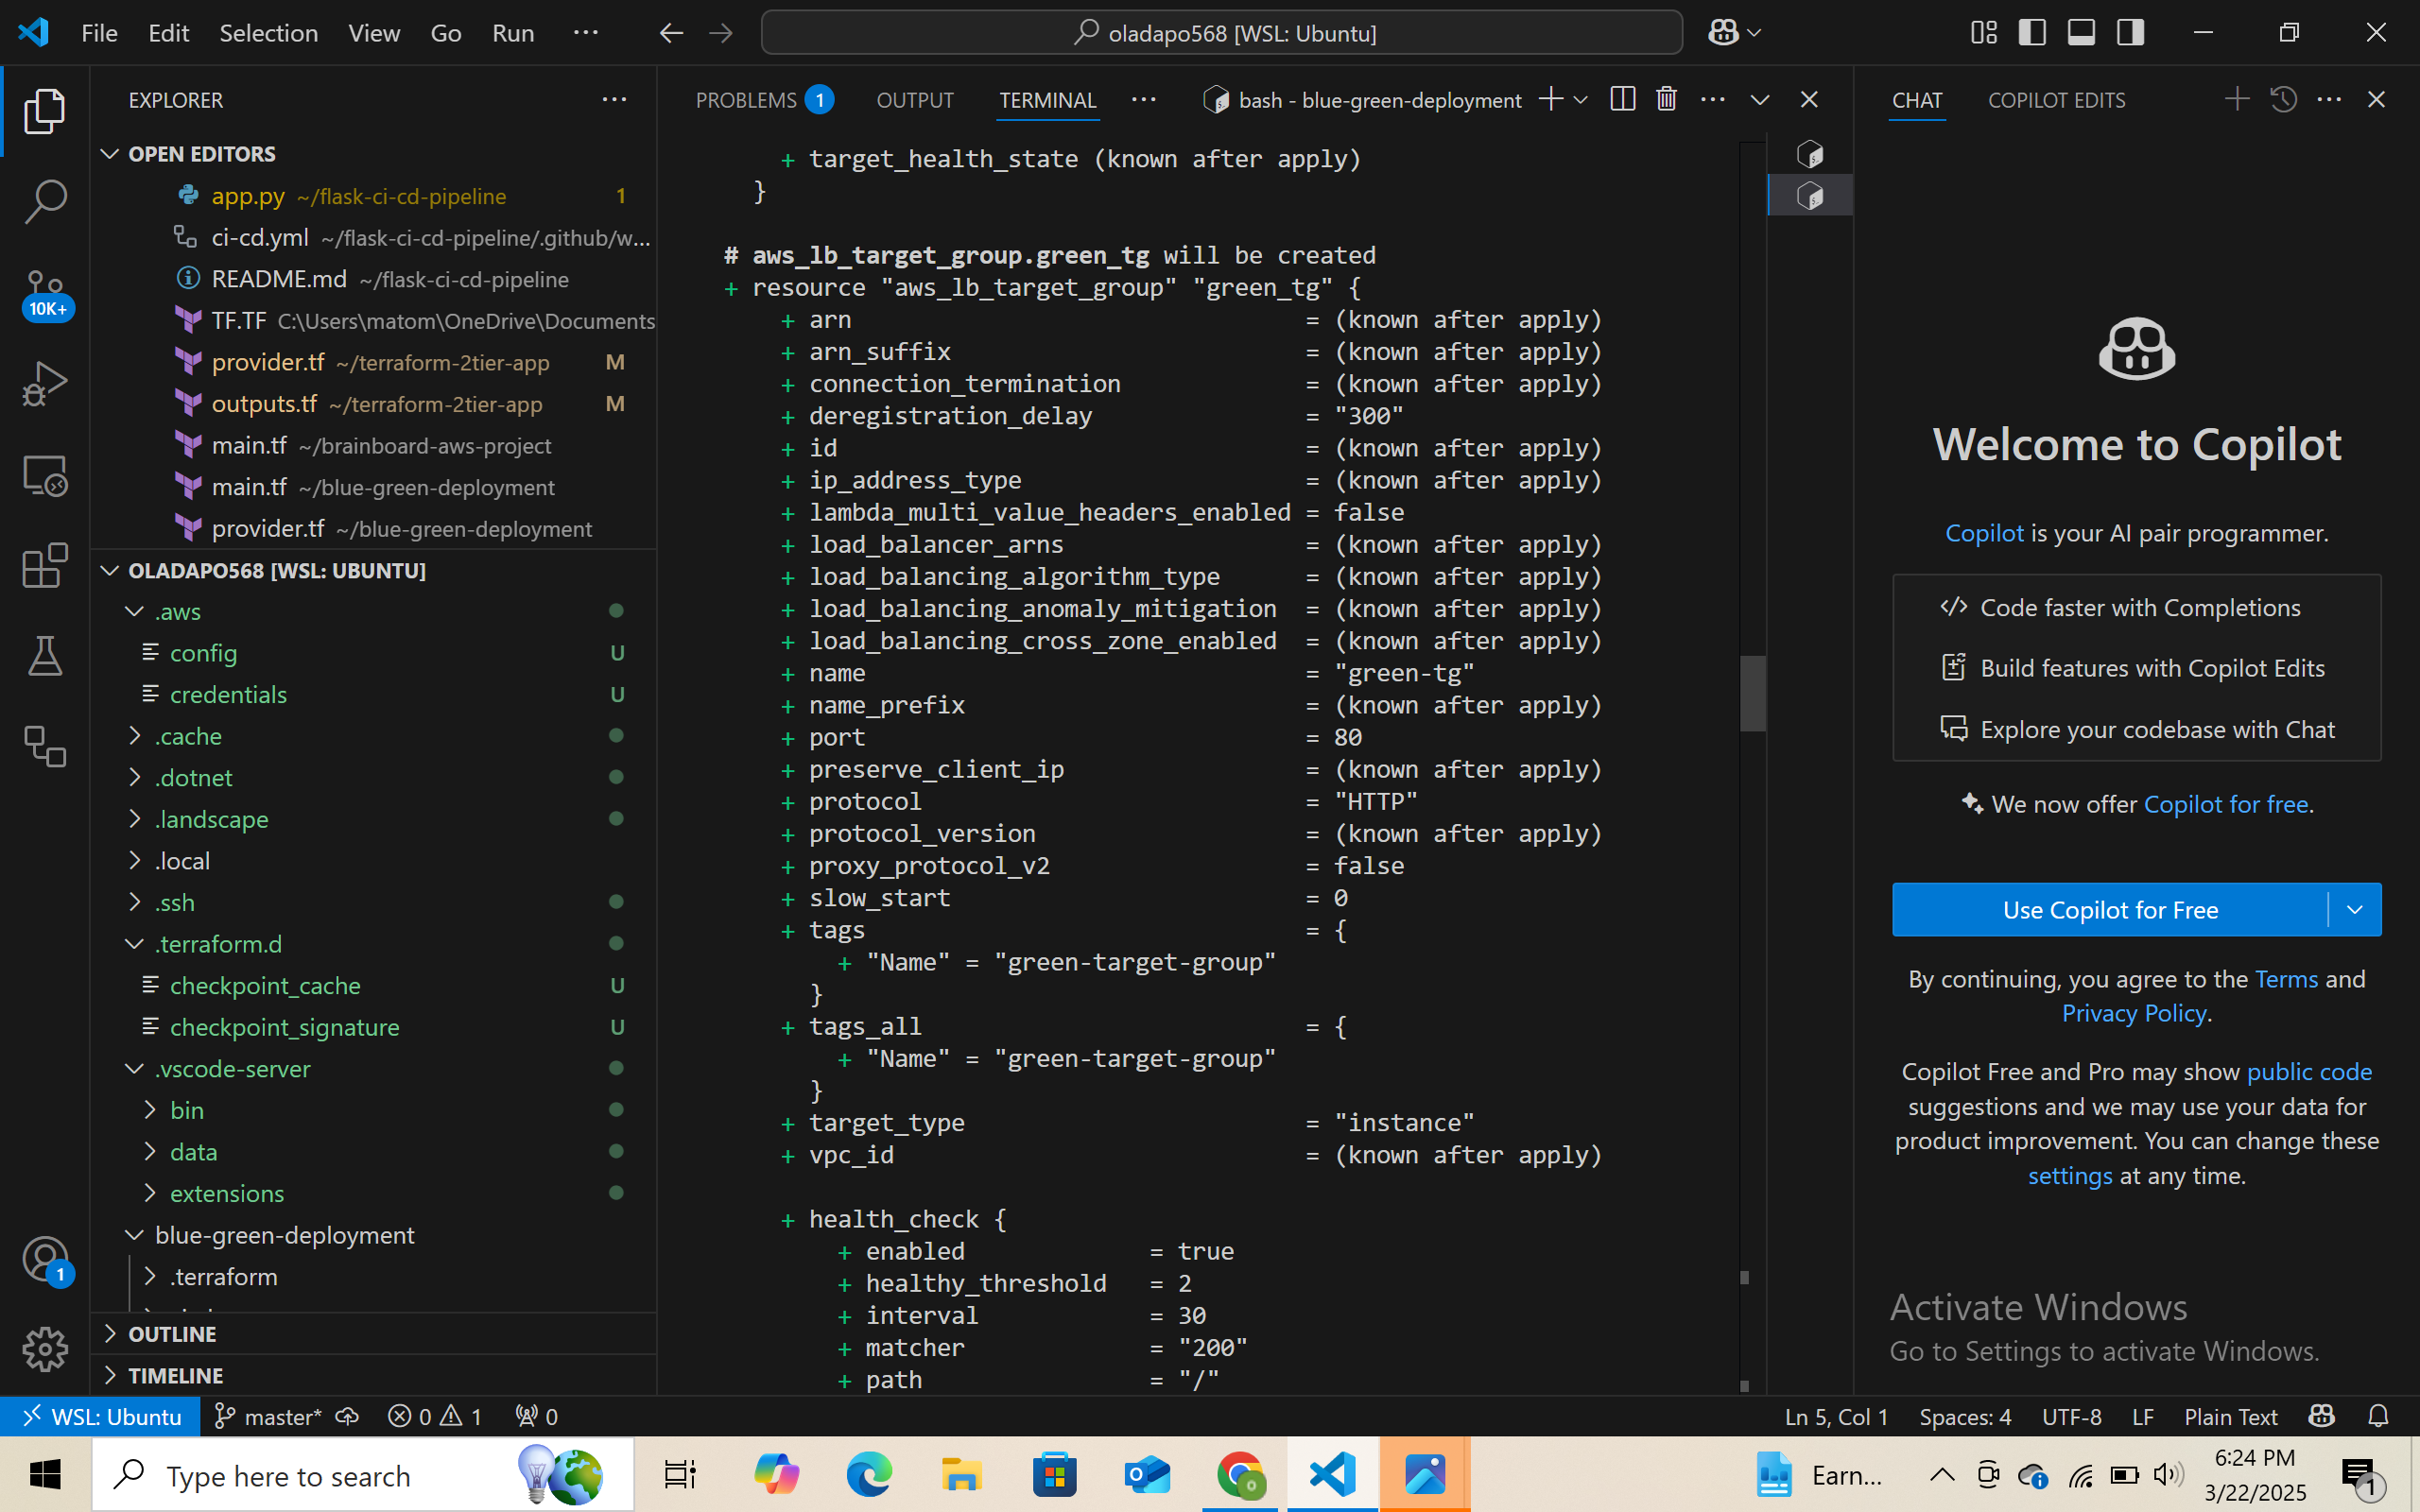 File Edit Selection View Go Run ···
oladapo568 [WSL: Ubuntu]
EXPLORER ···
OPEN EDITORS
app.py ~/flask-ci-cd-pipeline 1
ci-cd.yml ~/flask-ci-cd-pipeline/.github/w...
README.md ~/flask-ci-cd-pipeline
TF.TF C:\Users\matom\OneDrive\Documents
provider.tf ~/terraform-2tier-app M
outputs.tf ~/terraform-2tier-app M
main.tf ~/brainboard-aws-project
main.tf ~/blue-green-deployment
provider.tf ~/blue-green-deployment
10K+
OLADAPO568 [WSL: UBUNTU]
.aws
config U
credentials U
.cache
.dotnet
.landscape
.local
.ssh
.terraform.d
checkpoint_cache U
checkpoint_signature U
.vscode-server
bin
data
extensions
blue-green-deployment
.terraform
1
OUTLINE
TIMELINE
PROBLEMS 1 OUTPUT TERMINAL ··· bash - blue-green-deployment ···
+ target_health_state (known after apply)
}
# aws_lb_target_group.green_tg will be created
+ resource "aws_lb_target_group" "green_tg" {
+ arn = (known after apply)
+ arn_suffix = (known after apply)
+ connection_termination = (known after apply)
+ deregistration_delay = "300"
+ id = (known after apply)
+ ip_address_type = (known after apply)
+ lambda_multi_value_headers_enabled = false
+ load_balancer_arns = (known after apply)
+ load_balancing_algorithm_type = (known after apply)
+ load_balancing_anomaly_mitigation = (known after apply)
+ load_balancing_cross_zone_enabled = (known after apply)
+ name = "green-tg"
+ name_prefix = (known after apply)
+ port = 80
+ preserve_client_ip = (known after apply)
+ protocol = "HTTP"
+ protocol_version = (known after apply)
+ proxy_protocol_v2 = false
+ slow_start = 0
+ tags = {
+ "Name" = "green-target-group"
}
+ tags_all = {
+ "Name" = "green-target-group"
}
+ target_type = "instance"
+ vpc_id = (known after apply)
+ health_check {
+ enabled = true
+ healthy_threshold = 2
+ interval = 30
+ matcher = "200"
+ path = "/"
CHAT COPILOT EDITS ···
Welcome to Copilot
Copilot is your AI pair programmer.
Code faster with Completions
Build features with Copilot Edits
Explore your codebase with Chat
We now offer Copilot for free.
Use Copilot for Free
By continuing, you agree to the Terms and
Privacy Policy.
Copilot Free and Pro may show public code
suggestions and we may use your data for
product improvement. You can change these
settings at any time.
Activate Windows
Go to Settings to activate Windows.
WSL: Ubuntu master* 0 1 0 Ln 5, Col 1 Spaces: 4 UTF-8 LF Plain Text
Type here to search
Earn...
6:24 PM
3/22/2025
1